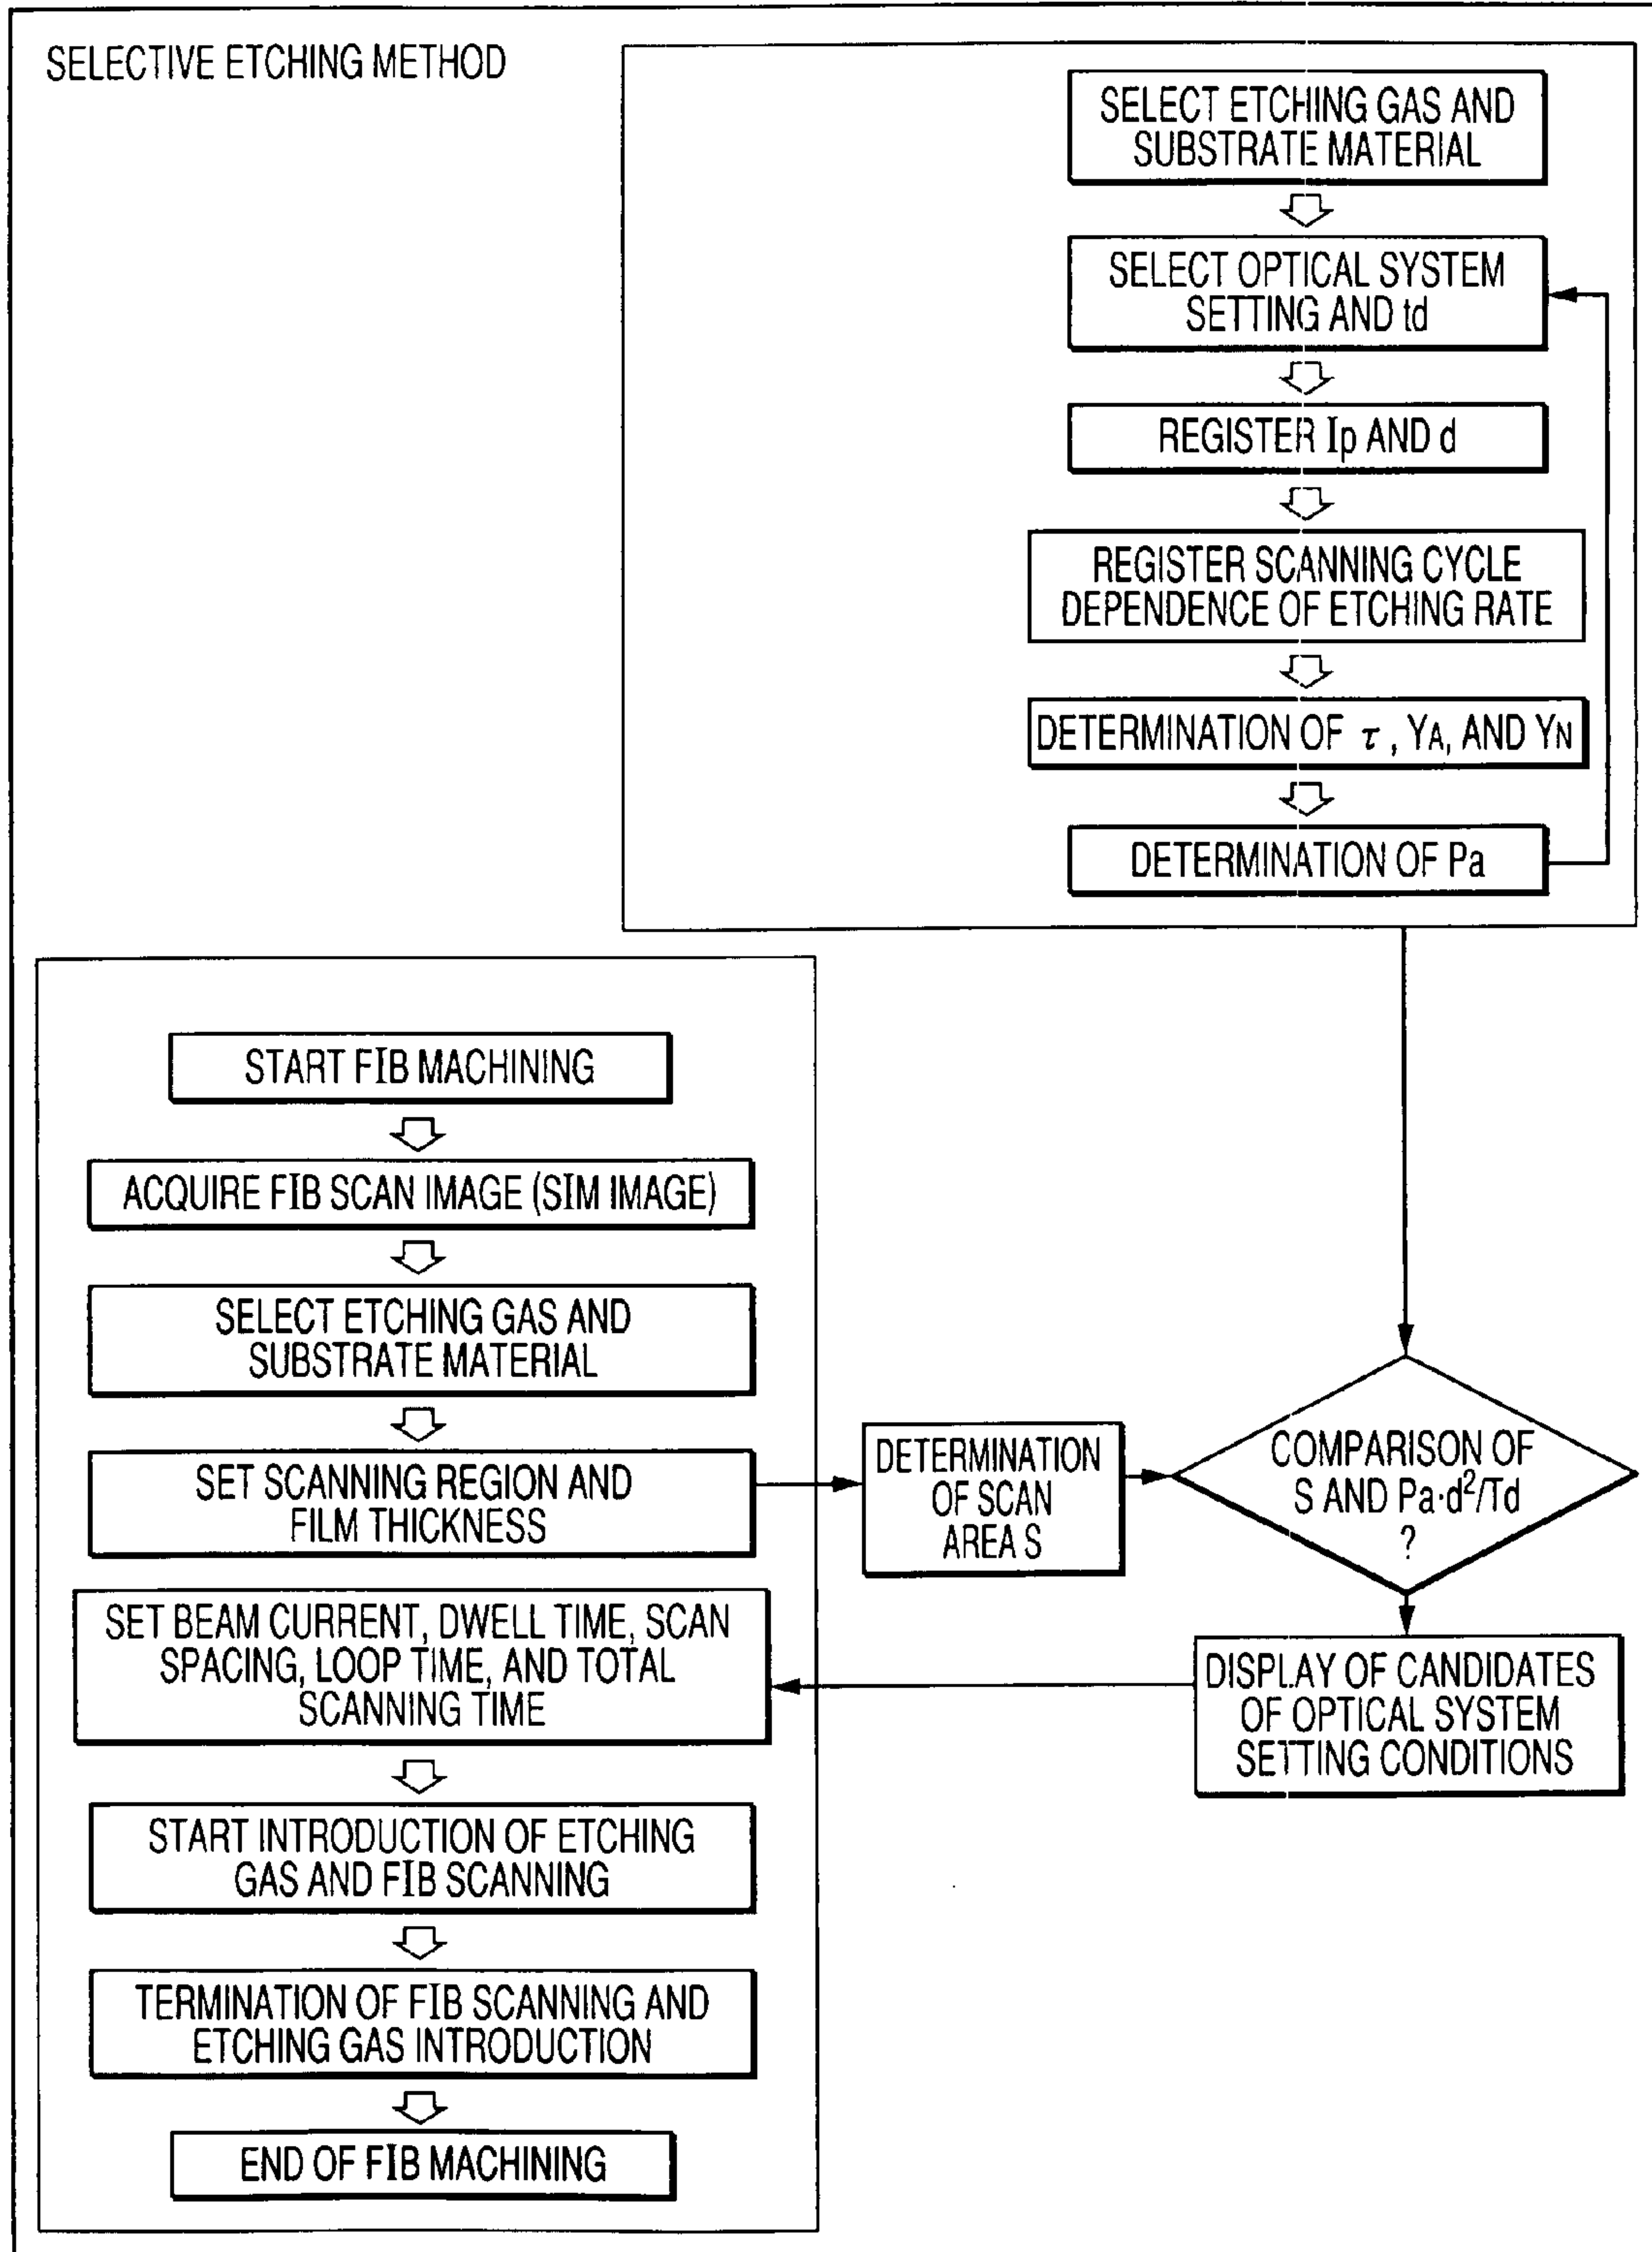 SELECTIVE ETCHING METHOD
SELECT ETCHING GAS AND
SUBSTRATE MATERIAL
SELECT OPTICAL SYSTEM
SETTING AND td
REGISTER Ip AND d
REGISTER SCANNING CYCLE
DEPENDENCE OF ETCHING RATE
DETERMINATION OF τ, YA, AND YN
DETERMINATION OF Pa
START FIB MACHINING
ACQUIRE FIB SCAN IMAGE (SIM IMAGE)
SELECT ETCHING GAS AND
SUBSTRATE MATERIAL
SET SCANNING REGION AND
FILM THICKNESS
DETERMINATION
OF SCAN
AREA S
COMPARISON OF
S AND Pa·d²/Td
?
DISPLAY OF CANDIDATES
OF OPTICAL SYSTEM
SETTING CONDITIONS
SET BEAM CURRENT, DWELL TIME, SCAN
SPACING, LOOP TIME, AND TOTAL
SCANNING TIME
START INTRODUCTION OF ETCHING
GAS AND FIB SCANNING
TERMINATION OF FIB SCANNING AND
ETCHING GAS INTRODUCTION
END OF FIB MACHINING